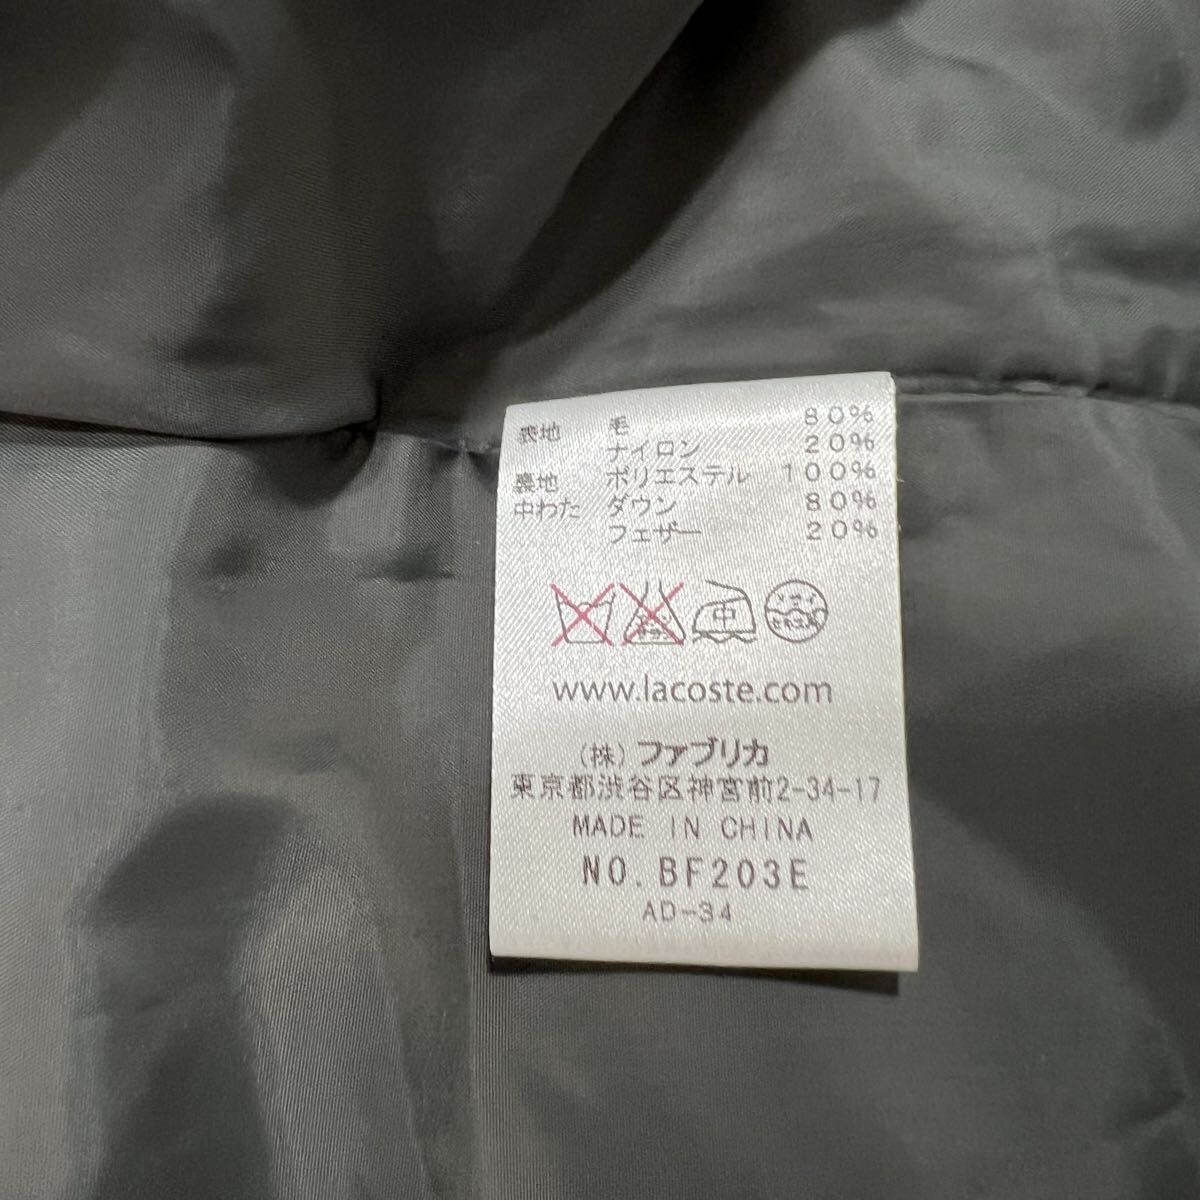 表地 毛 80%
ナイロン 20%
裏地 ポリエステル 100%
中わた ダウン 80%
フェザー 20%
中
www.lacoste.com
(株)ファブリカ
東京都渋谷区神宮前2-34-17
MADE IN CHINA
NO. BF203E
AD-34